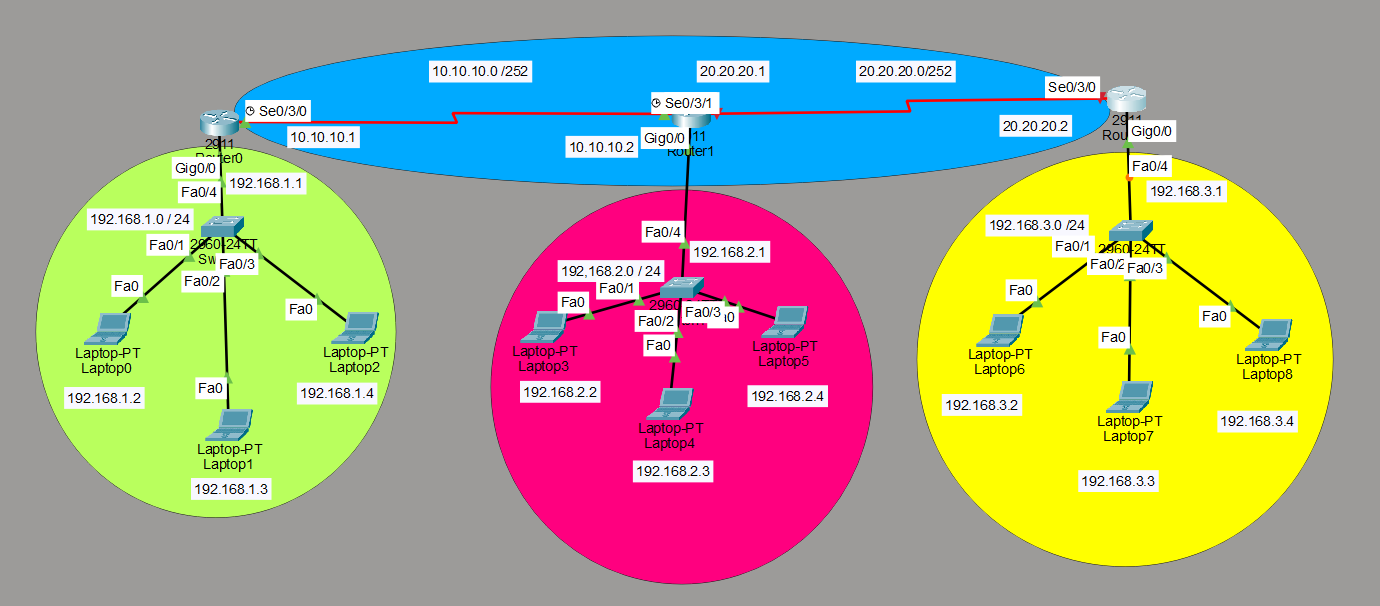 10.10.10.0 /252
20.20.20.1
20.20.20.0/252
Se0/3/0
Se0/3/1
Se0/3/0
10.10.10.1
10.10.10.2
20.20.20.2
2911
Router0
Gig0/0
Router1
Gig0/0
Gig0/0
Fa0/4
192.168.1.1
192.168.1.0 / 24
Fa0/1
2960-24TT
Fa0/3
Fa0/2
Fa0
Fa0
Laptop-PT
Laptop0
Laptop-PT
Laptop2
192.168.1.2
192.168.1.4
Fa0
Laptop-PT
Laptop1
192.168.1.3
Fa0/4
192.168.2.1
192,168.2.0 / 24
Fa0/1
Fa0
Fa0/3
Fa0/2
Fa0
Laptop-PT
Laptop3
Laptop-PT
Laptop5
192.168.2.2
192.168.2.4
Laptop-PT
Laptop4
192.168.2.3
Fa0/4
192.168.3.1
192.168.3.0 /24
Fa0/1
2960-24TT
Fa0/2
Fa0/3
Fa0
Fa0
Fa0
Laptop-PT
Laptop6
Laptop-PT
Laptop8
192.168.3.2
192.168.3.4
Laptop-PT
Laptop7
192.168.3.3